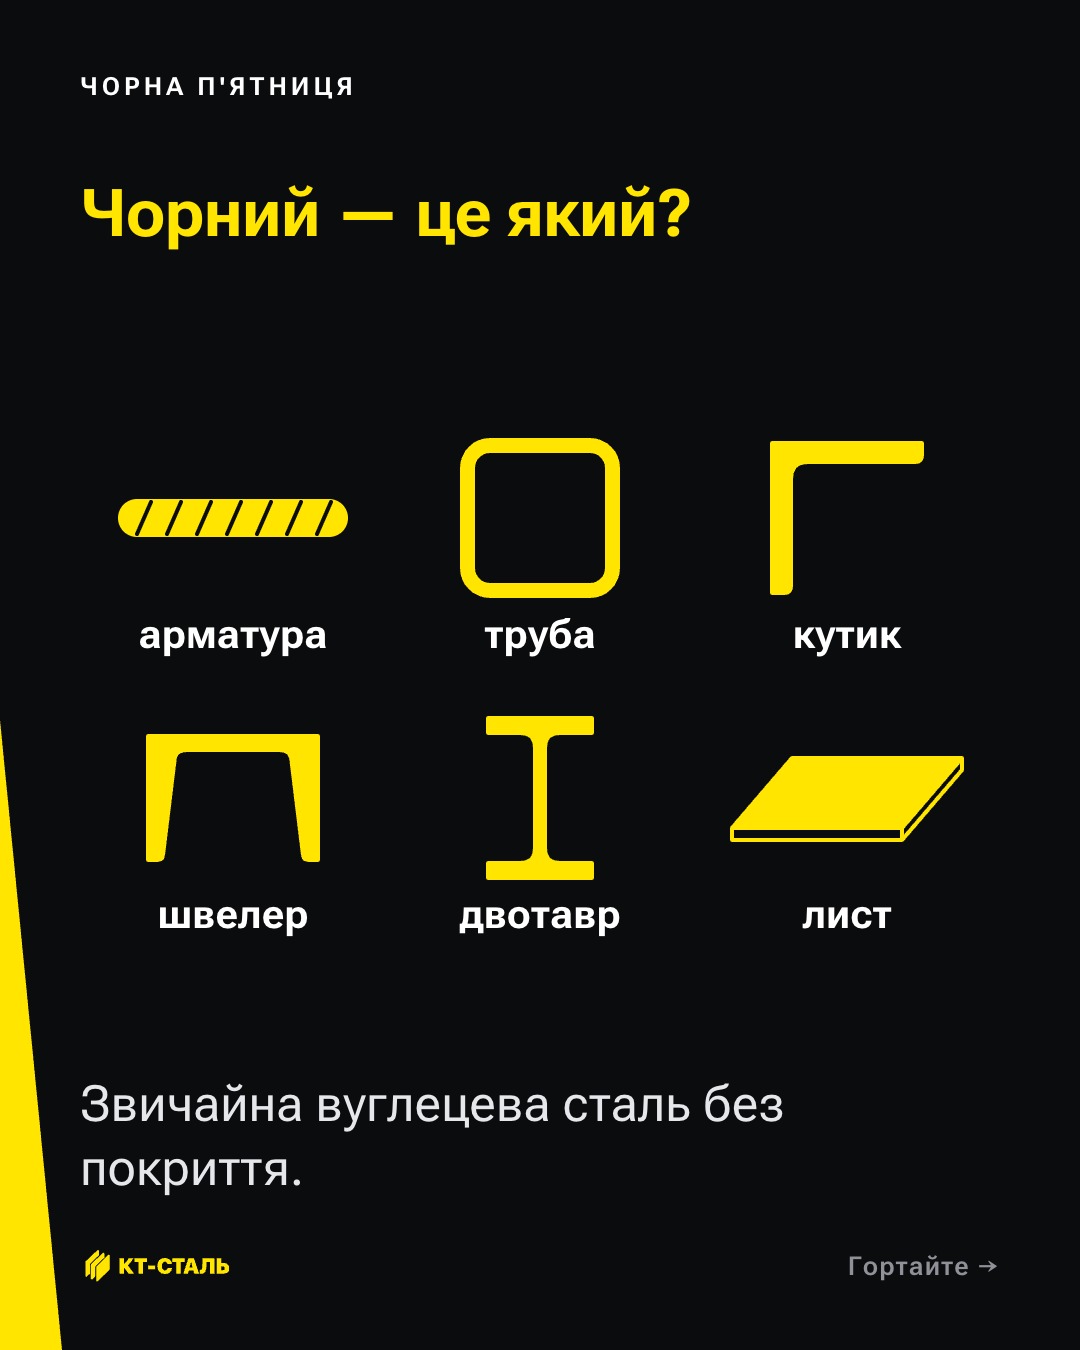 ЧОРНА П'ЯТНИЦЯ
Чорний — це який?
арматура
труба
кутик
швелер
двотавр
лист
Звичайна вуглецева сталь без
покриття.
КТ-СТАЛЬ
Гортайте →